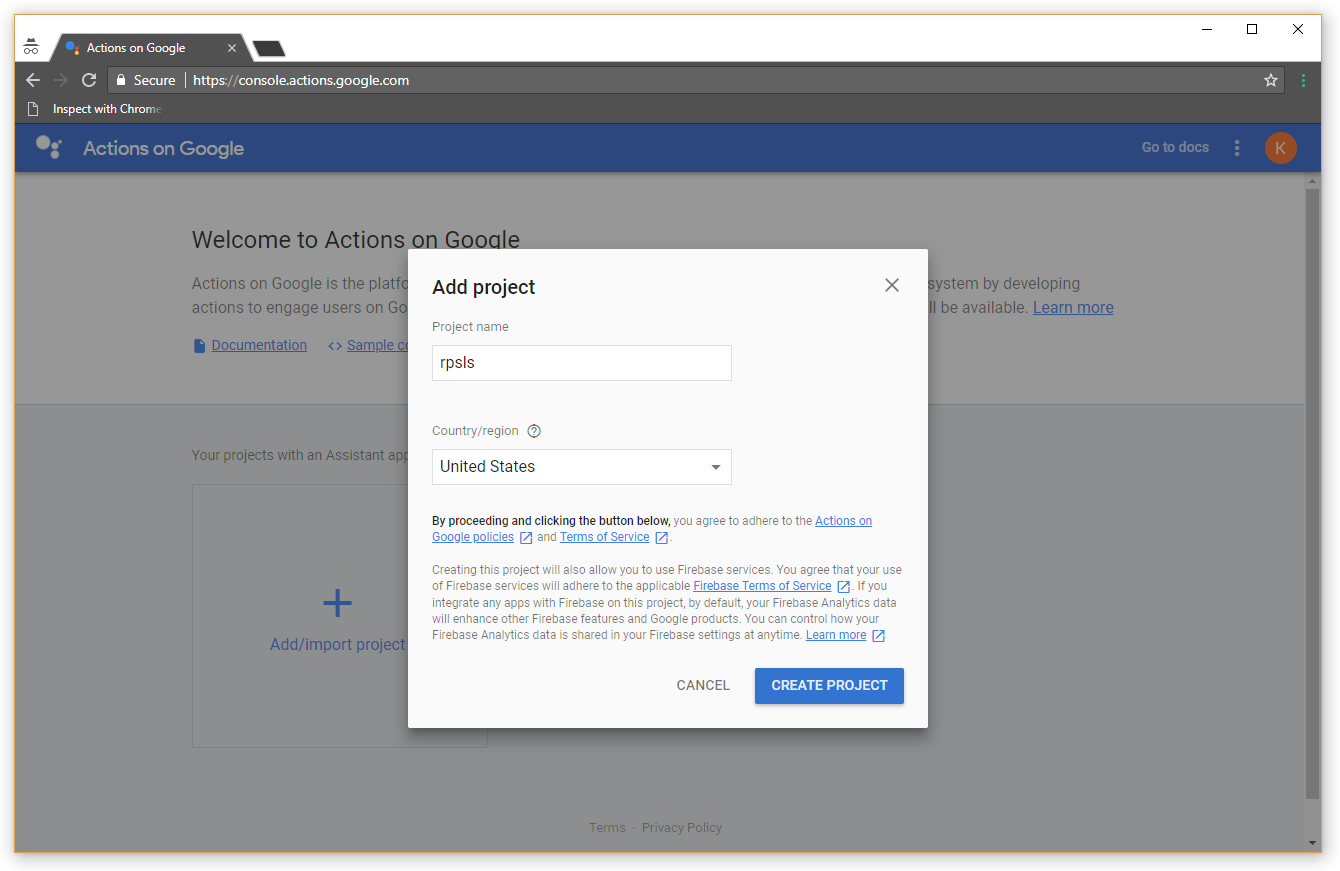 Actions on Google
Secure
https://console.actions.google.com
Inspect with Chrome
Actions on Google
Go to docs
K
Welcome to Actions on Google
Actions on Google is the
system by developing
actions to engage users on
be available. Learn more
Documentation
<> Sample
Your projects with an Assistant
Add/import project
Add project
Project name
rpsls
Country/region
United States
By proceeding and clicking the button below, you agree to adhere to the Actions on
Google policies and Terms of Service.
Creating this project will also allow you to use Firebase services. You agree that your use
of Firebase services will adhere to the applicable Firebase Terms of Service. If you
integrate any apps with Firebase on this project, by default, your Firebase Analytics data
will enhance other Firebase features and Google products. You can control how your
Firebase Analytics data is shared in your Firebase settings at anytime. Learn more
CANCEL
CREATE PROJECT
Terms · Privacy Policy